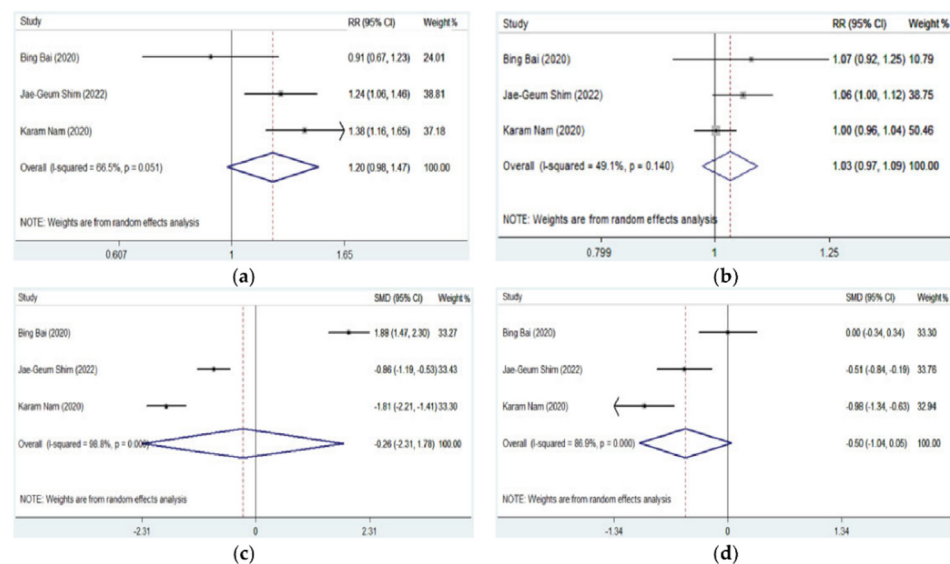 Study RR (95% CI) Weight%
Bing Bai (2020) 0.91 (0.67, 1.23) 24.01
Jae-Geum Shim (2022) 1.24 (1.06, 1.46) 38.81
Karam Nam (2020) 1.38 (1.16, 1.65) 37.18
Overall (I-squared = 66.5%, p = 0.051) 1.20 (0.98, 1.47) 100.00
NOTE: Weights are from random effects analysis
0.607 1 1.65
(a)
Study RR (95% CI) Weight %
Bing Bai (2020) 1.07 (0.92, 1.25) 10.79
Jae-Geum Shim (2022) 1.06 (1.00, 1.12) 38.75
Karam Nam (2020) 1.00 (0.96, 1.04) 50.46
Overall (I-squared = 49.1%, p = 0.140) 1.03 (0.97, 1.09) 100.00
NOTE: Weights are from random effects analysis
0.799 1 1.25
(b)
Study SMD (95% CI) Weight %
Bing Bai (2020) 1.88 (1.47, 2.30) 33.27
Jae-Geum Shim (2022) -0.86 (-1.19, -0.53) 33.43
Karam Nam (2020) -1.81 (-2.21, -1.41) 33.30
Overall (I-squared = 98.8%, p = 0.000) -0.26 (-2.31, 1.78) 100.00
NOTE: Weights are from random effects analysis
-2.31 0 2.31
(c)
Study SMD (95% CI) Weight %
Bing Bai (2020) 0.00 (-0.34, 0.34) 33.30
Jae-Geum Shim (2022) -0.51 (-0.84, -0.19) 33.76
Karam Nam (2020) -0.98 (-1.34, -0.63) 32.94
Overall (I-squared = 86.9%, p = 0.000) -0.50 (-1.04, 0.05) 100.00
NOTE: Weights are from random effects analysis
-1.34 0 1.34
(d)